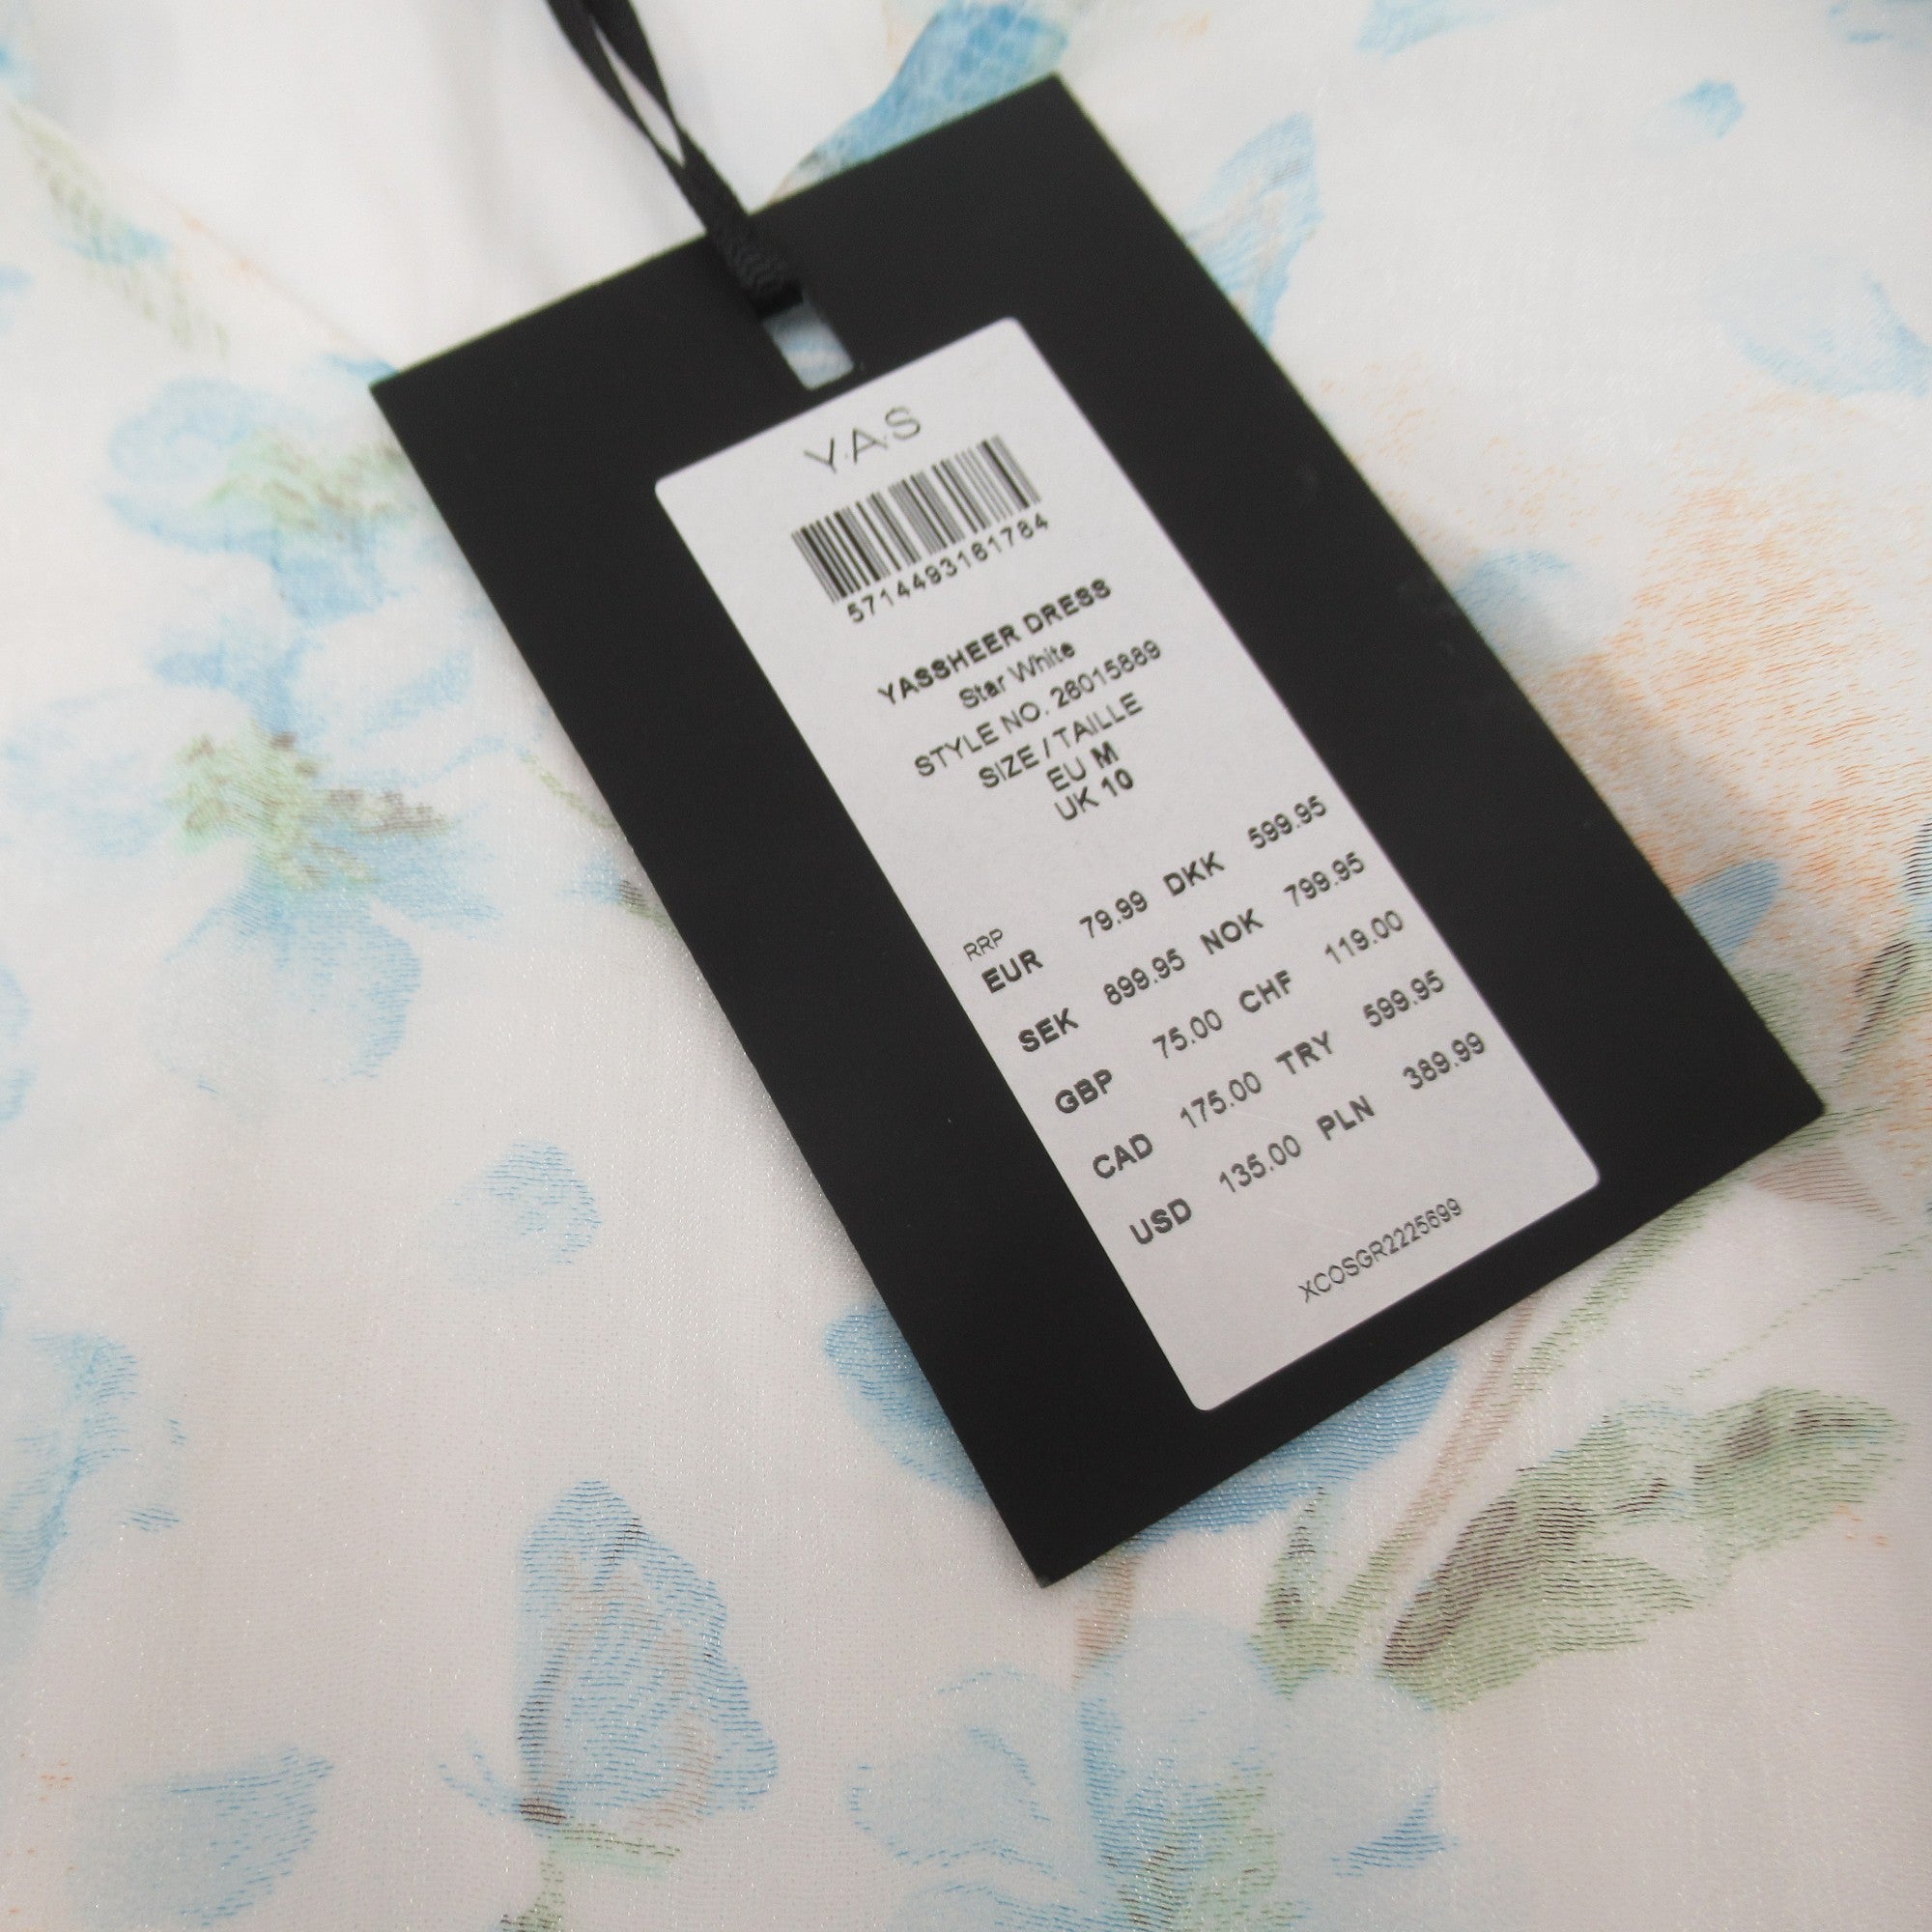 Y.A.S
5714493161784
YASSHEER DRESS
Star White
STYLE NO. 26015889
SIZE / TAILLE
EU M
UK 10
RRP
EUR 79.99 DKK 599.95
SEK 899.95 NOK 799.95
GBP 75.00 CHF 119.00
CAD 175.00 TRY 599.95
USD 135.00 PLN 389.99
XCOSGR2225699